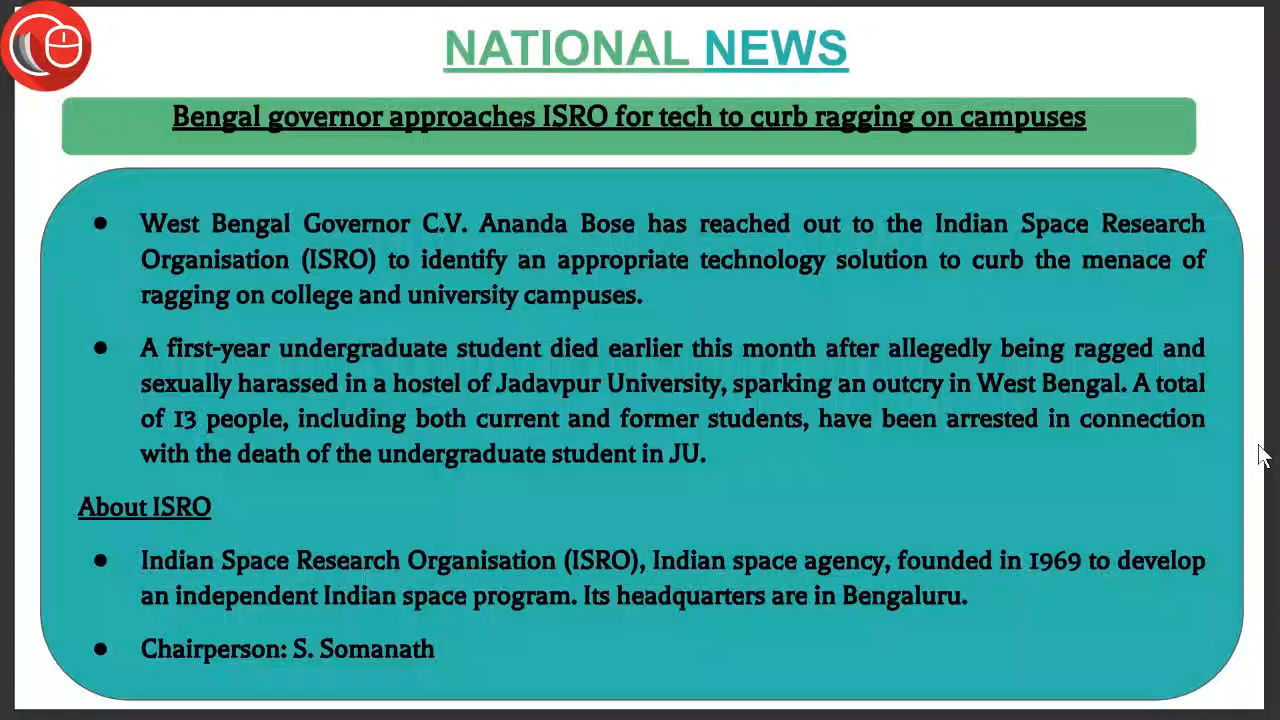 NATIONAL NEWS
Bengal governor approaches ISRO for tech to curb ragging on campuses
● West Bengal Governor C.V. Ananda Bose has reached out to the Indian Space Research
Organisation (ISRO) to identify an appropriate technology solution to curb the menace of
ragging on college and university campuses.
● A first-year undergraduate student died earlier this month after allegedly being ragged and
sexually harassed in a hostel of Jadavpur University, sparking an outcry in West Bengal. A total
of 13 people, including both current and former students, have been arrested in connection
with the death of the undergraduate student in JU.
About ISRO
● Indian Space Research Organisation (ISRO), Indian space agency, founded in 1969 to develop
an independent Indian space program. Its headquarters are in Bengaluru.
● Chairperson: S. Somanath